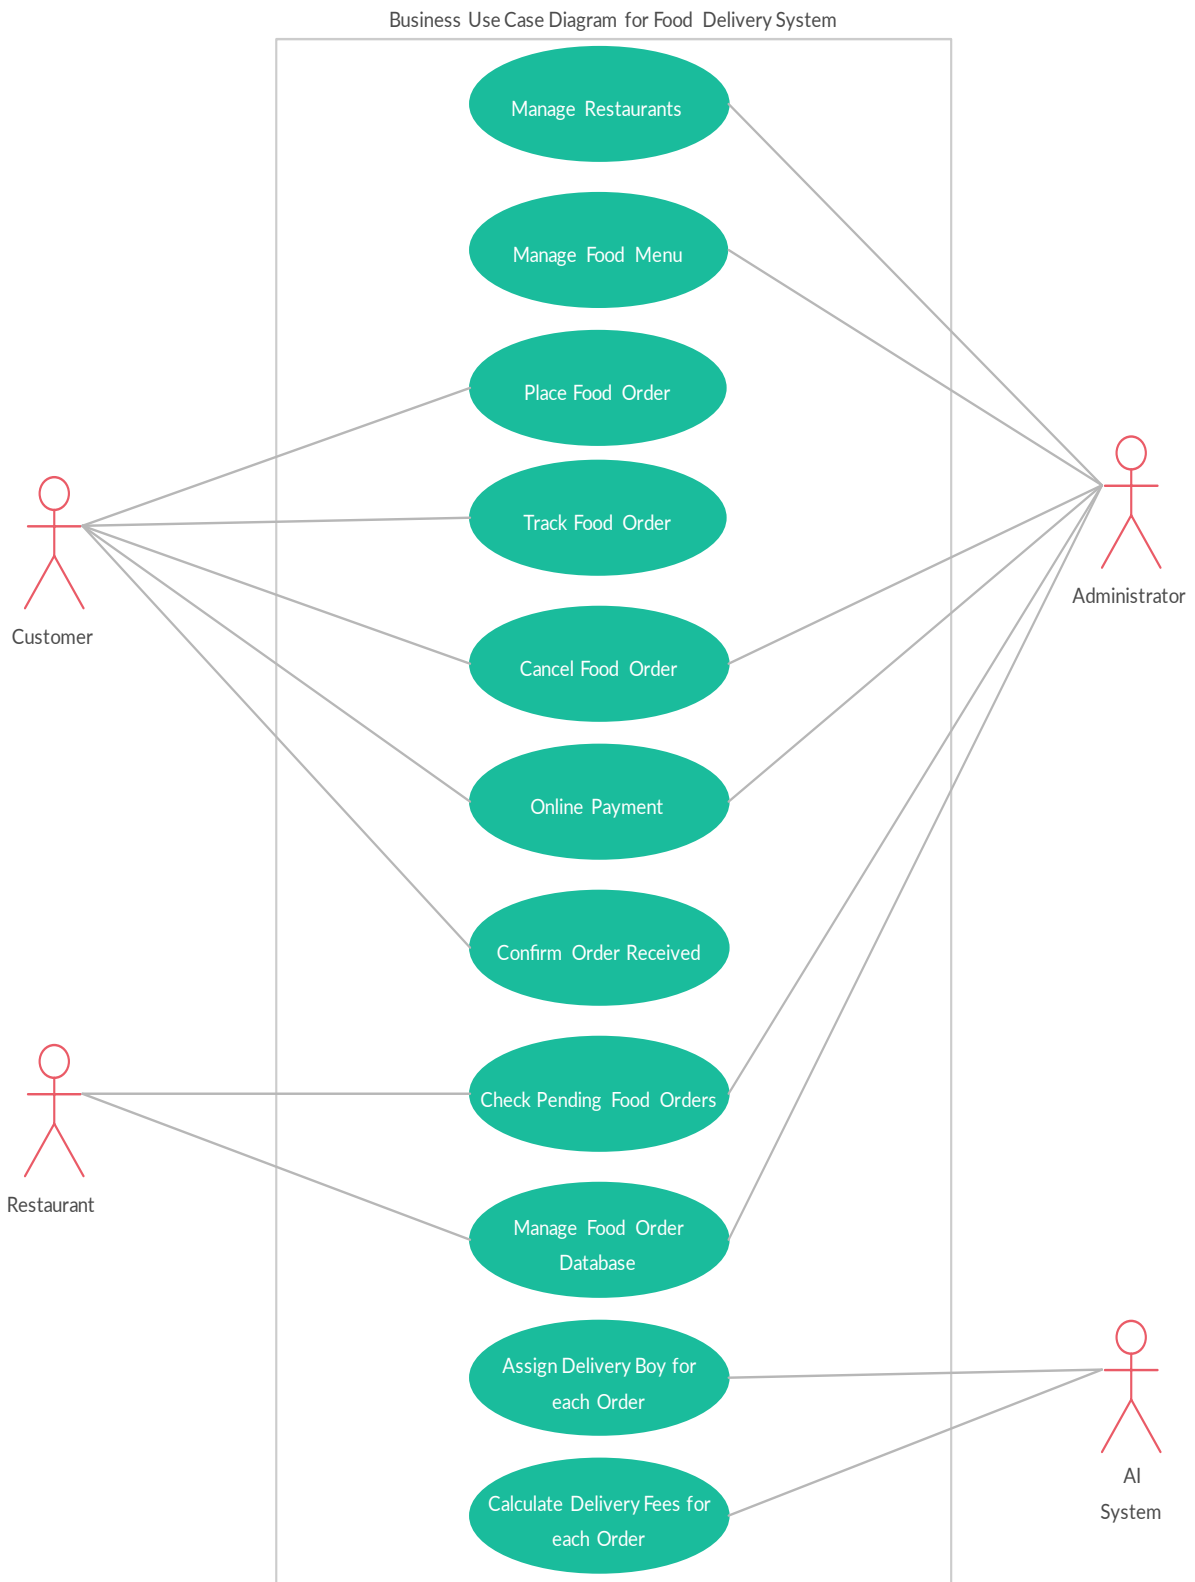 Business Use Case Diagram for Food Delivery System
Manage Restaurants
Manage Food Menu
Place Food Order
Track Food Order
Customer
Administrator
Cancel Food Order
Online Payment
Confirm Order Received
Check Pending Food Orders
Restaurant
Manage Food Order
Database
Assign Delivery Boy for
each Order
AI
System
Calculate Delivery Fees for
each Order